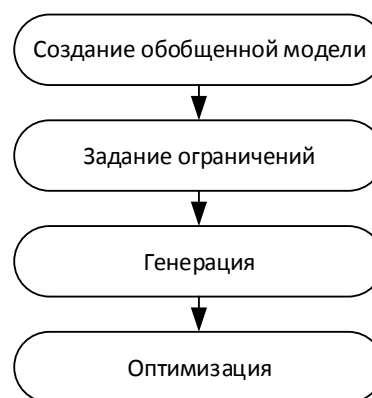 Создание обобщенной модели
Задание ограничений
Генерация
Оптимизация